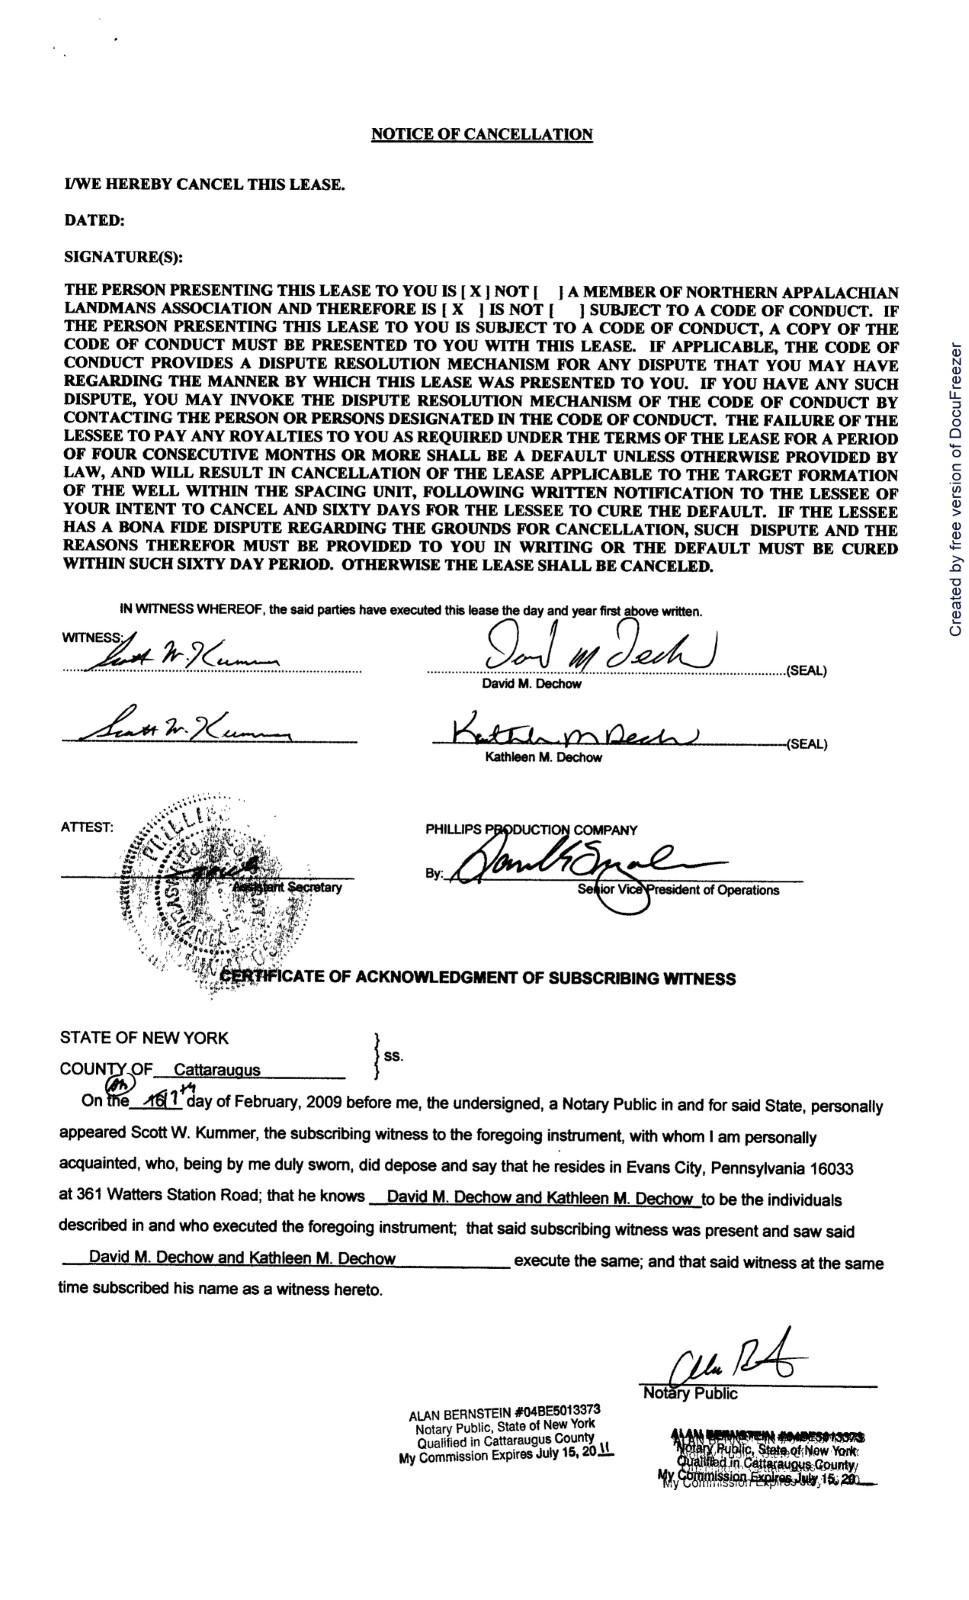 NOTICE OF CANCELLATION
I/WE HEREBY CANCEL THIS LEASE.
DATED:
SIGNATURE(S):
THE PERSON PRESENTING THIS LEASE TO YOU IS [ X ] NOT [ ] A MEMBER OF NORTHERN APPALACHIAN
LANDMANS ASSOCIATION AND THEREFORE IS [ X ] IS NOT [ ] SUBJECT TO A CODE OF CONDUCT. IF
THE PERSON PRESENTING THIS LEASE TO YOU IS SUBJECT TO A CODE OF CONDUCT, A COPY OF THE
CODE OF CONDUCT MUST BE PRESENTED TO YOU WITH THIS LEASE. IF APPLICABLE, THE CODE OF
CONDUCT PROVIDES A DISPUTE RESOLUTION MECHANISM FOR ANY DISPUTE THAT YOU MAY HAVE
REGARDING THE MANNER BY WHICH THIS LEASE WAS PRESENTED TO YOU. IF YOU HAVE ANY SUCH
DISPUTE, YOU MAY INVOKE THE DISPUTE RESOLUTION MECHANISM OF THE CODE OF CONDUCT BY
CONTACTING THE PERSON OR PERSONS DESIGNATED IN THE CODE OF CONDUCT. THE FAILURE OF THE
LESSEE TO PAY ANY ROYALTIES TO YOU AS REQUIRED UNDER THE TERMS OF THE LEASE FOR A PERIOD
OF FOUR CONSECUTIVE MONTHS OR MORE SHALL BE A DEFAULT UNLESS OTHERWISE PROVIDED BY
LAW, AND WILL RESULT IN CANCELLATION OF THE LEASE APPLICABLE TO THE TARGET FORMATION
OF THE WELL WITHIN THE SPACING UNIT, FOLLOWING WRITTEN NOTIFICATION TO THE LESSEE OF
YOUR INTENT TO CANCEL AND SIXTY DAYS FOR THE LESSEE TO CURE THE DEFAULT. IF THE LESSEE
HAS A BONA FIDE DISPUTE REGARDING THE GROUNDS FOR CANCELLATION, SUCH DISPUTE AND THE
REASONS THEREFOR MUST BE PROVIDED TO YOU IN WRITING OR THE DEFAULT MUST BE CURED
WITHIN SUCH SIXTY DAY PERIOD. OTHERWISE THE LEASE SHALL BE CANCELED.
IN WITNESS WHEREOF, the said parties have executed this lease the day and year first above written.
WITNESS:
Scott W. Kummer
David M Dechow (SEAL)
David M. Dechow
Scott W. Kummer
Kathleen M Dechow (SEAL)
Kathleen M. Dechow
ATTEST:
PHILLIPS PRODUCTION COMPANY
By:
Assistant Secretary
Senior Vice President of Operations
CERTIFICATE OF ACKNOWLEDGMENT OF SUBSCRIBING WITNESS
STATE OF NEW YORK
} ss.
COUNTY OF Cattaraugus
On the day of February, 2009 before me, the undersigned, a Notary Public in and for said State, personally
appeared Scott W. Kummer, the subscribing witness to the foregoing instrument, with whom I am personally
acquainted, who, being by me duly sworn, did depose and say that he resides in Evans City, Pennsylvania 16033
at 361 Watters Station Road; that he knows David M. Dechow and Kathleen M. Dechow to be the individuals
described in and who executed the foregoing instrument; that said subscribing witness was present and saw said
David M. Dechow and Kathleen M. Dechow execute the same; and that said witness at the same
time subscribed his name as a witness hereto.
Notary Public
ALAN BERNSTEIN #04BE5013373
Notary Public, State of New York
Qualified in Cattaraugus County
My Commission Expires July 15, 2011
ALAN BERNSTEIN #04BE5013373
Notary Public, State of New York
Qualified in Cattaraugus County
My Commission Expires July 15, 20
Created by free version of DocuFreezer